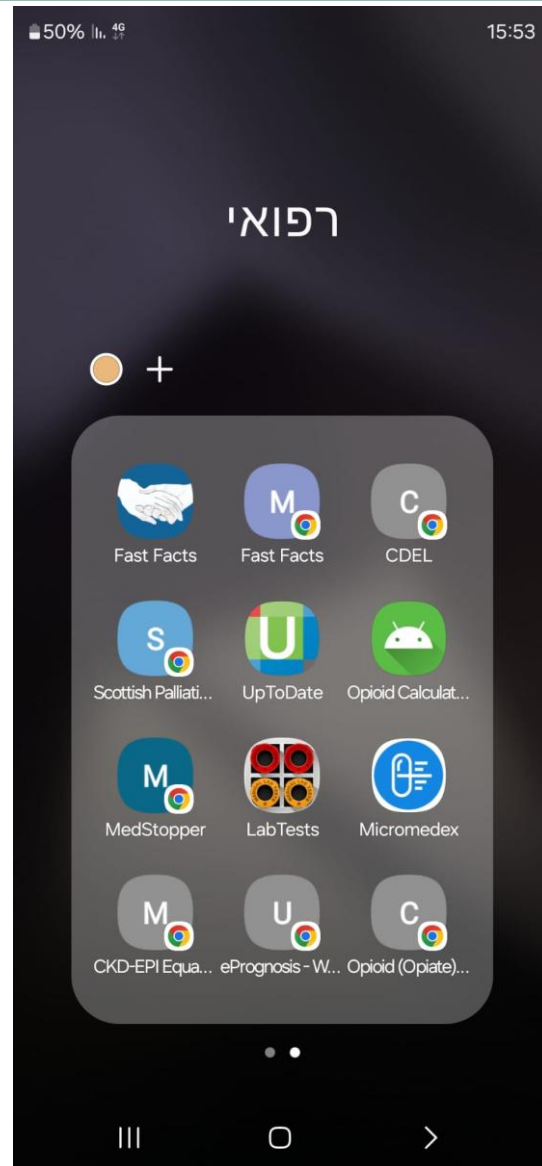 50% 4G 15:53
רפואי
Fast Facts M Fast Facts C CDEL
S Scottish Palliati... U UpToDate Opioid Calculat...
M MedStopper LabTests Micromedex
M CKD-EPI Equa... U ePrognosis - W... C Opioid (Opiate)...